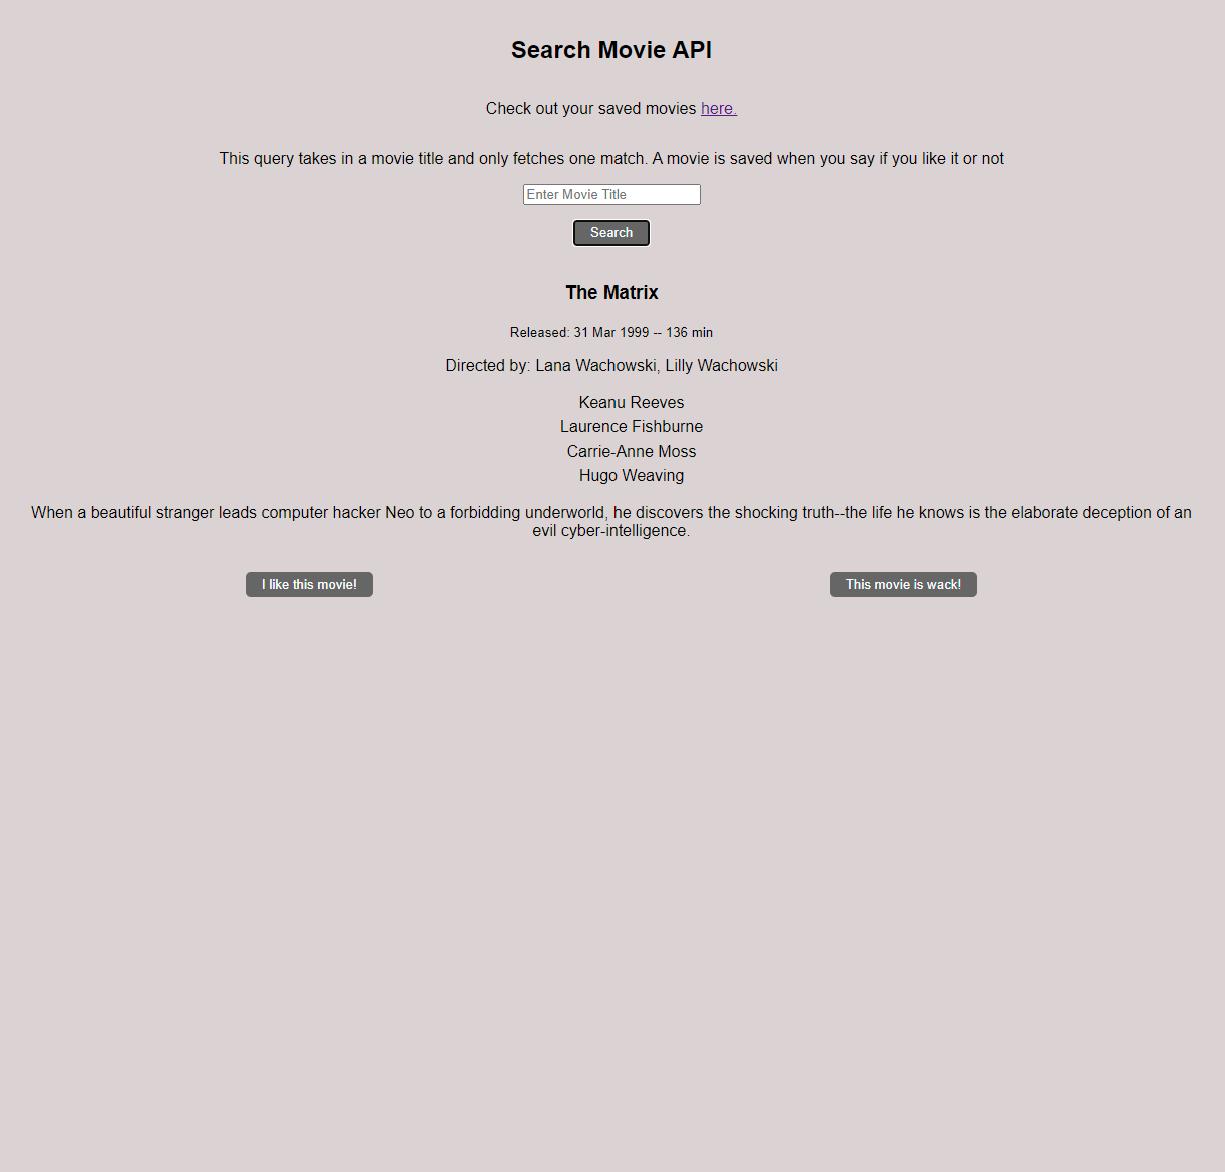 Search Movie API
Check out your saved movies here.
This query takes in a movie title and only fetches one match. A movie is saved when you say if you like it or not
Enter Movie Title
Search
The Matrix
Released: 31 Mar 1999 -- 136 min
Directed by: Lana Wachowski, Lilly Wachowski
Keanu Reeves
Laurence Fishburne
Carrie-Anne Moss
Hugo Weaving
When a beautiful stranger leads computer hacker Neo to a forbidding underworld, he discovers the shocking truth--the life he knows is the elaborate deception of an
evil cyber-intelligence.
I like this movie!
This movie is wack!